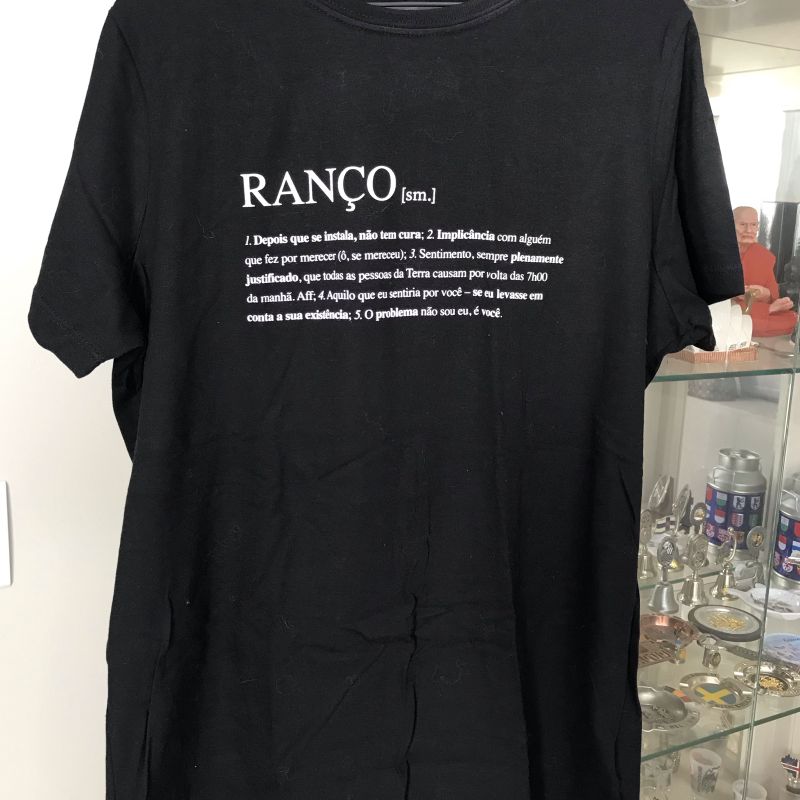 RANÇO [sm.]
1. Depois que se instala, não tem cura; 2. Implicância com alguém
que fez por merecer (ô, se mereceu); 3. Sentimento, sempre plenamente
justificado, que todas as pessoas da Terra causam por volta das 7h00
da manhã. Aff; 4. Aquilo que eu sentiria por você – se eu levasse em
conta a sua existência; 5. O problema não sou eu, é você.